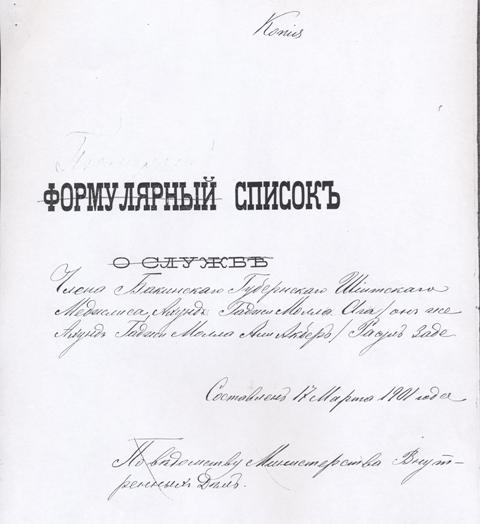 Копія
ФОРМУЛЯРНЫЙ СПИСОКЪ
О СЛУЖБѢ
Члена Бакинскаго Губернскаго Шіитскаго
Меджлиса Ахундъ Гаджи Молла Ага /онъ же
Ахундъ Гаджи Молла Али Акберъ/ Расулъ Заде
Составленъ 17 Марта 1901 года
По вѣдомству Министерства Внут-
ренныхъ Дѣлъ.